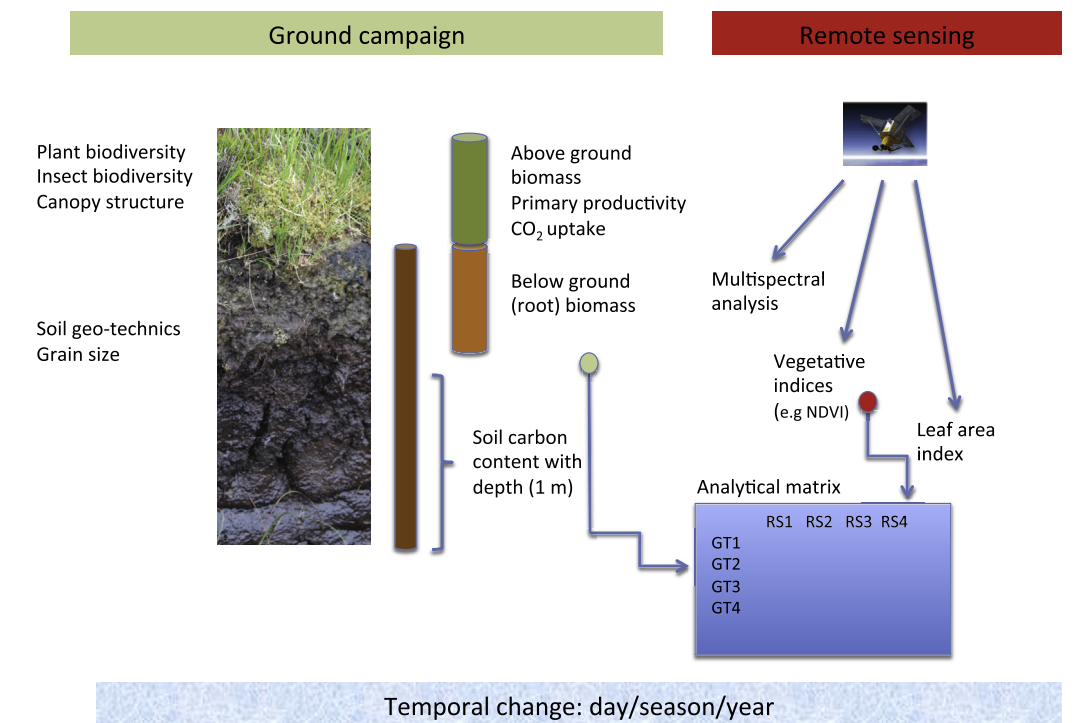 Ground campaign
Remote sensing
Plant biodiversity
Insect biodiversity
Canopy structure
Above ground
biomass
Primary productivity
CO2 uptake
Below ground
(root) biomass
Soil geo-technics
Grain size
Soil carbon
content with
depth (1 m)
Multispectral
analysis
Vegetative
indices
(e.g NDVI)
Leaf area
index
Analytical matrix
RS1 RS2 RS3 RS4
GT1
GT2
GT3
GT4
Temporal change: day/season/year